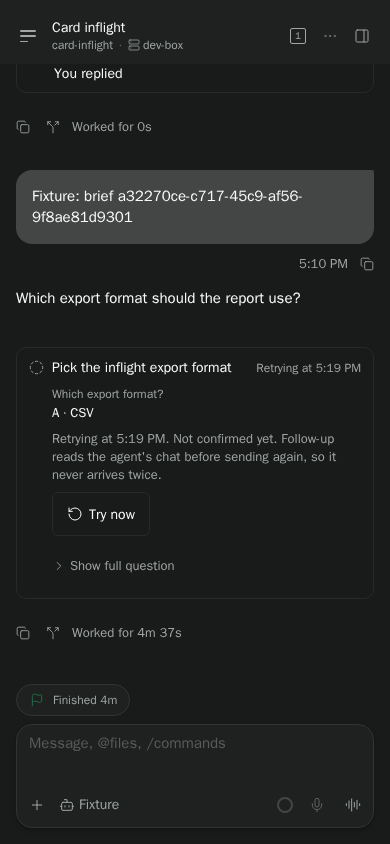 Card inflight
card-inflight · dev-box
1
You replied
Worked for 0s
Fixture: brief a32270ce-c717-45c9-af56-
9f8ae81d9301
5:10 PM
Which export format should the report use?
Pick the inflight export format
Retrying at 5:19 PM
Which export format?
A · CSV
Retrying at 5:19 PM. Not confirmed yet. Follow-up
reads the agent's chat before sending again, so it
never arrives twice.
Try now
Show full question
Worked for 4m 37s
Finished 4m
Message, @files, /commands
Fixture